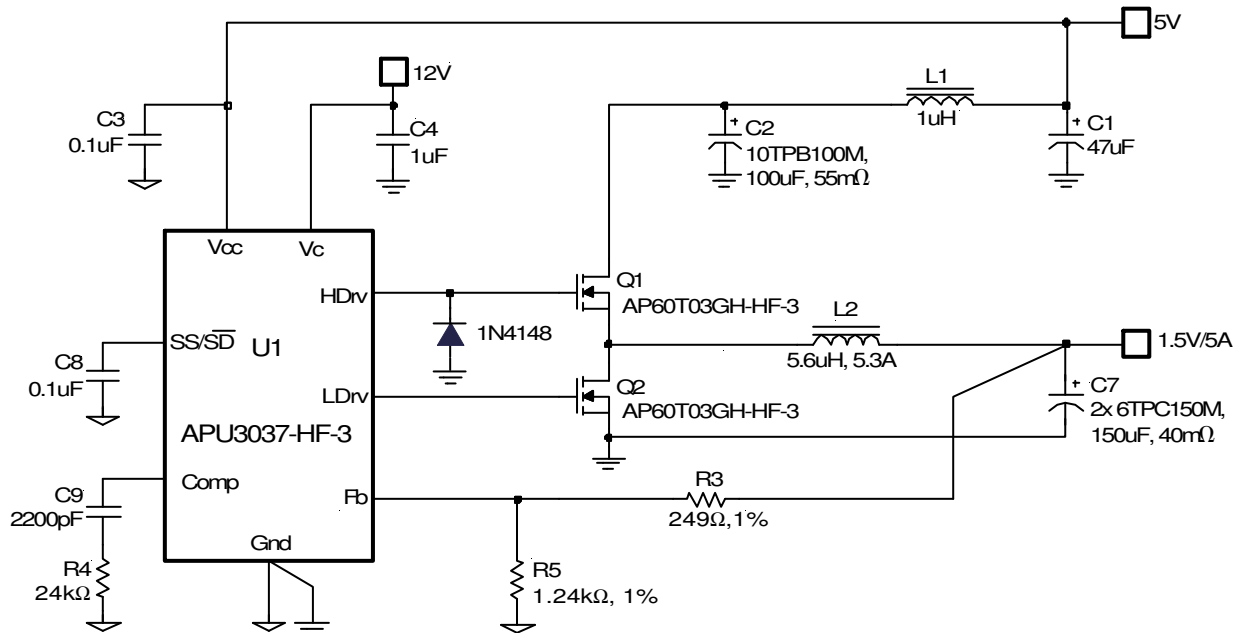 5V
12V
L1
1uH
C3
0.1uF
C4
1uF
C2
10TPB100M,
100uF, 55mΩ
C1
47uF
Vcc
Vc
HDrv
Q1
AP60T03GH-HF-3
1N4148
L2
5.6uH, 5.3A
1.5V/5A
SS/SD
U1
C8
0.1uF
LDrv
Q2
AP60T03GH-HF-3
C7
2x 6TPC150M,
150uF, 40mΩ
APU3037-HF-3
Comp
C9
2200pF
Fb
R3
249Ω,1%
Gnd
R4
24kΩ
R5
1.24kΩ, 1%